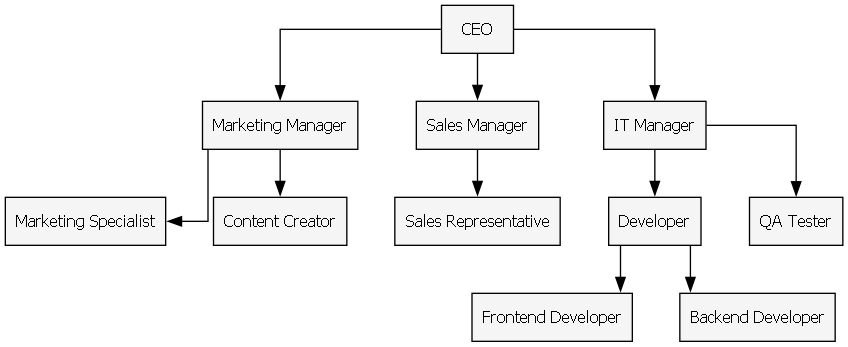 CEO
Marketing Manager
Sales Manager
IT Manager
Marketing Specialist
Content Creator
Sales Representative
Developer
QA Tester
Frontend Developer
Backend Developer